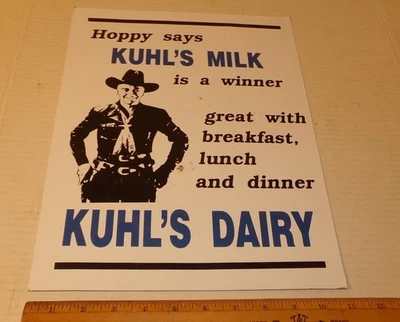 Hoppy says
KUHL'S MILK
is a winner
great with
breakfast,
lunch
and dinner
KUHL'S DAIRY